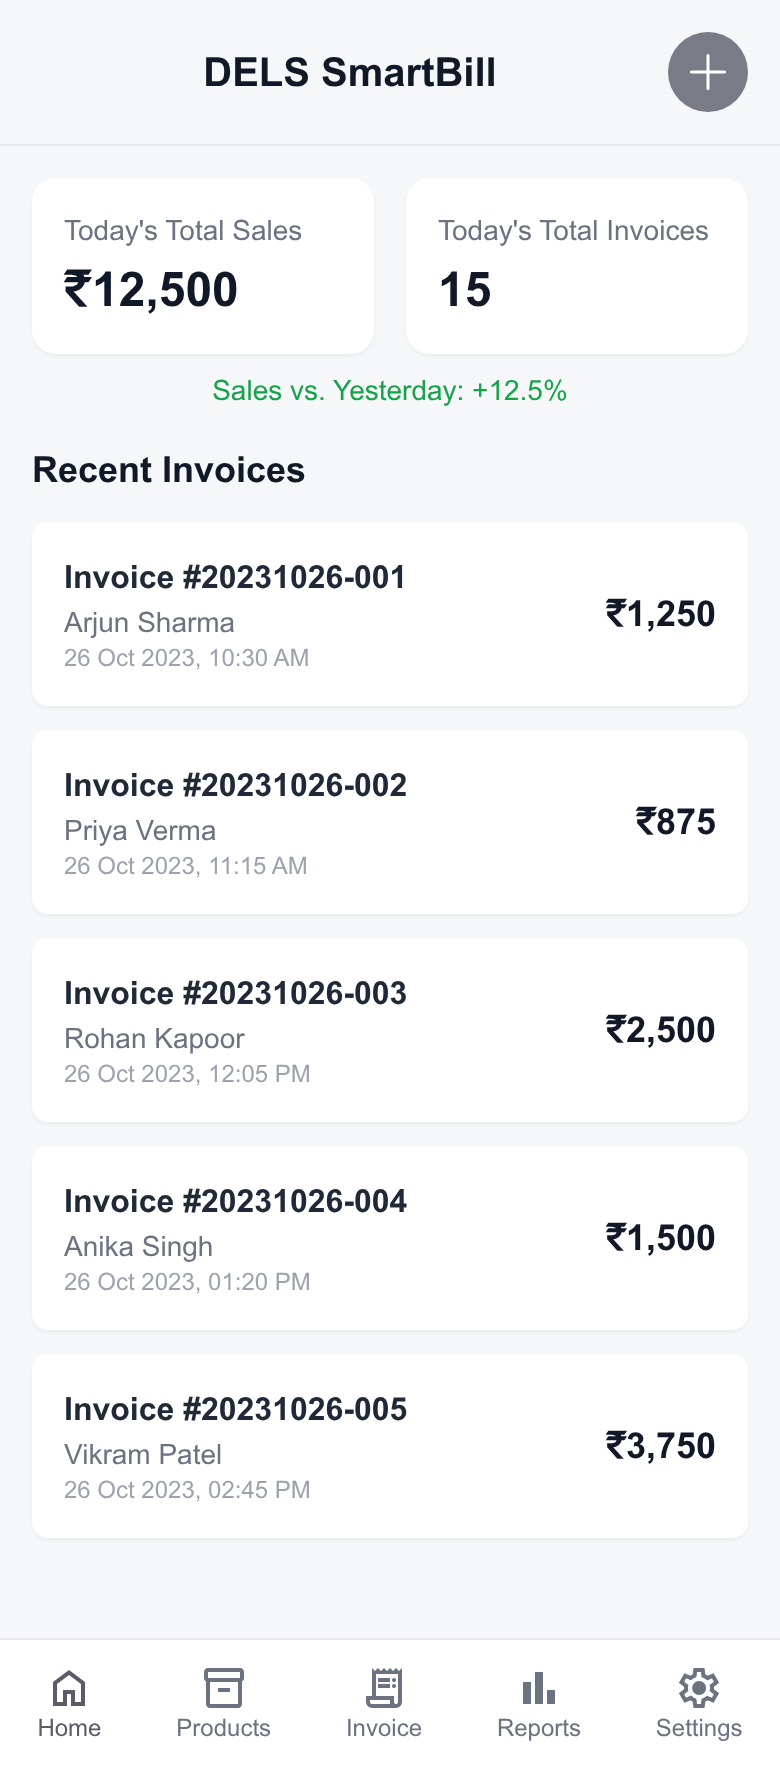 DELS SmartBill
Today's Total Sales
₹12,500
Today's Total Invoices
15
Sales vs. Yesterday: +12.5%
Recent Invoices
Invoice #20231026-001
Arjun Sharma
26 Oct 2023, 10:30 AM
₹1,250
Invoice #20231026-002
Priya Verma
26 Oct 2023, 11:15 AM
₹875
Invoice #20231026-003
Rohan Kapoor
26 Oct 2023, 12:05 PM
₹2,500
Invoice #20231026-004
Anika Singh
26 Oct 2023, 01:20 PM
₹1,500
Invoice #20231026-005
Vikram Patel
26 Oct 2023, 02:45 PM
₹3,750
Home
Products
Invoice
Reports
Settings